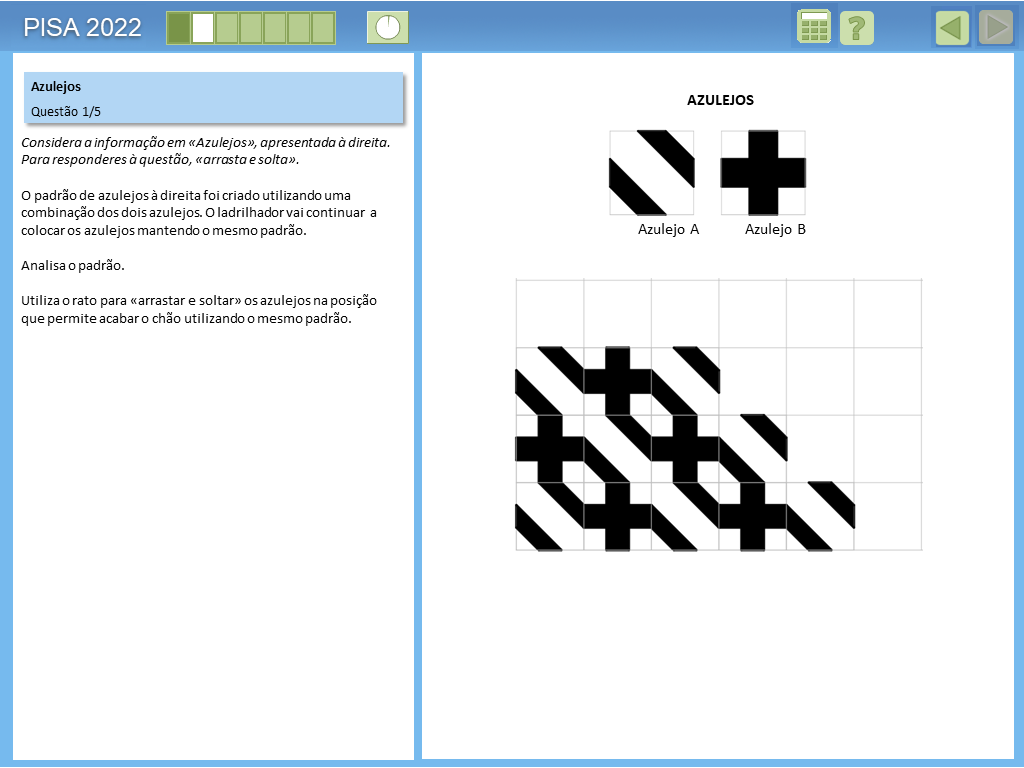 PISA 2022
?
Azulejos
Questão 1/5
Considera a informação em «Azulejos», apresentada à direita.
Para responderes à questão, «arrasta e solta».
O padrão de azulejos à direita foi criado utilizando uma
combinação dos dois azulejos. O ladrilhador vai continuar a
colocar os azulejos mantendo o mesmo padrão.
Analisa o padrão.
Utiliza o rato para «arrastar e soltar» os azulejos na posição
que permite acabar o chão utilizando o mesmo padrão.
AZULEJOS
Azulejo A
Azulejo B